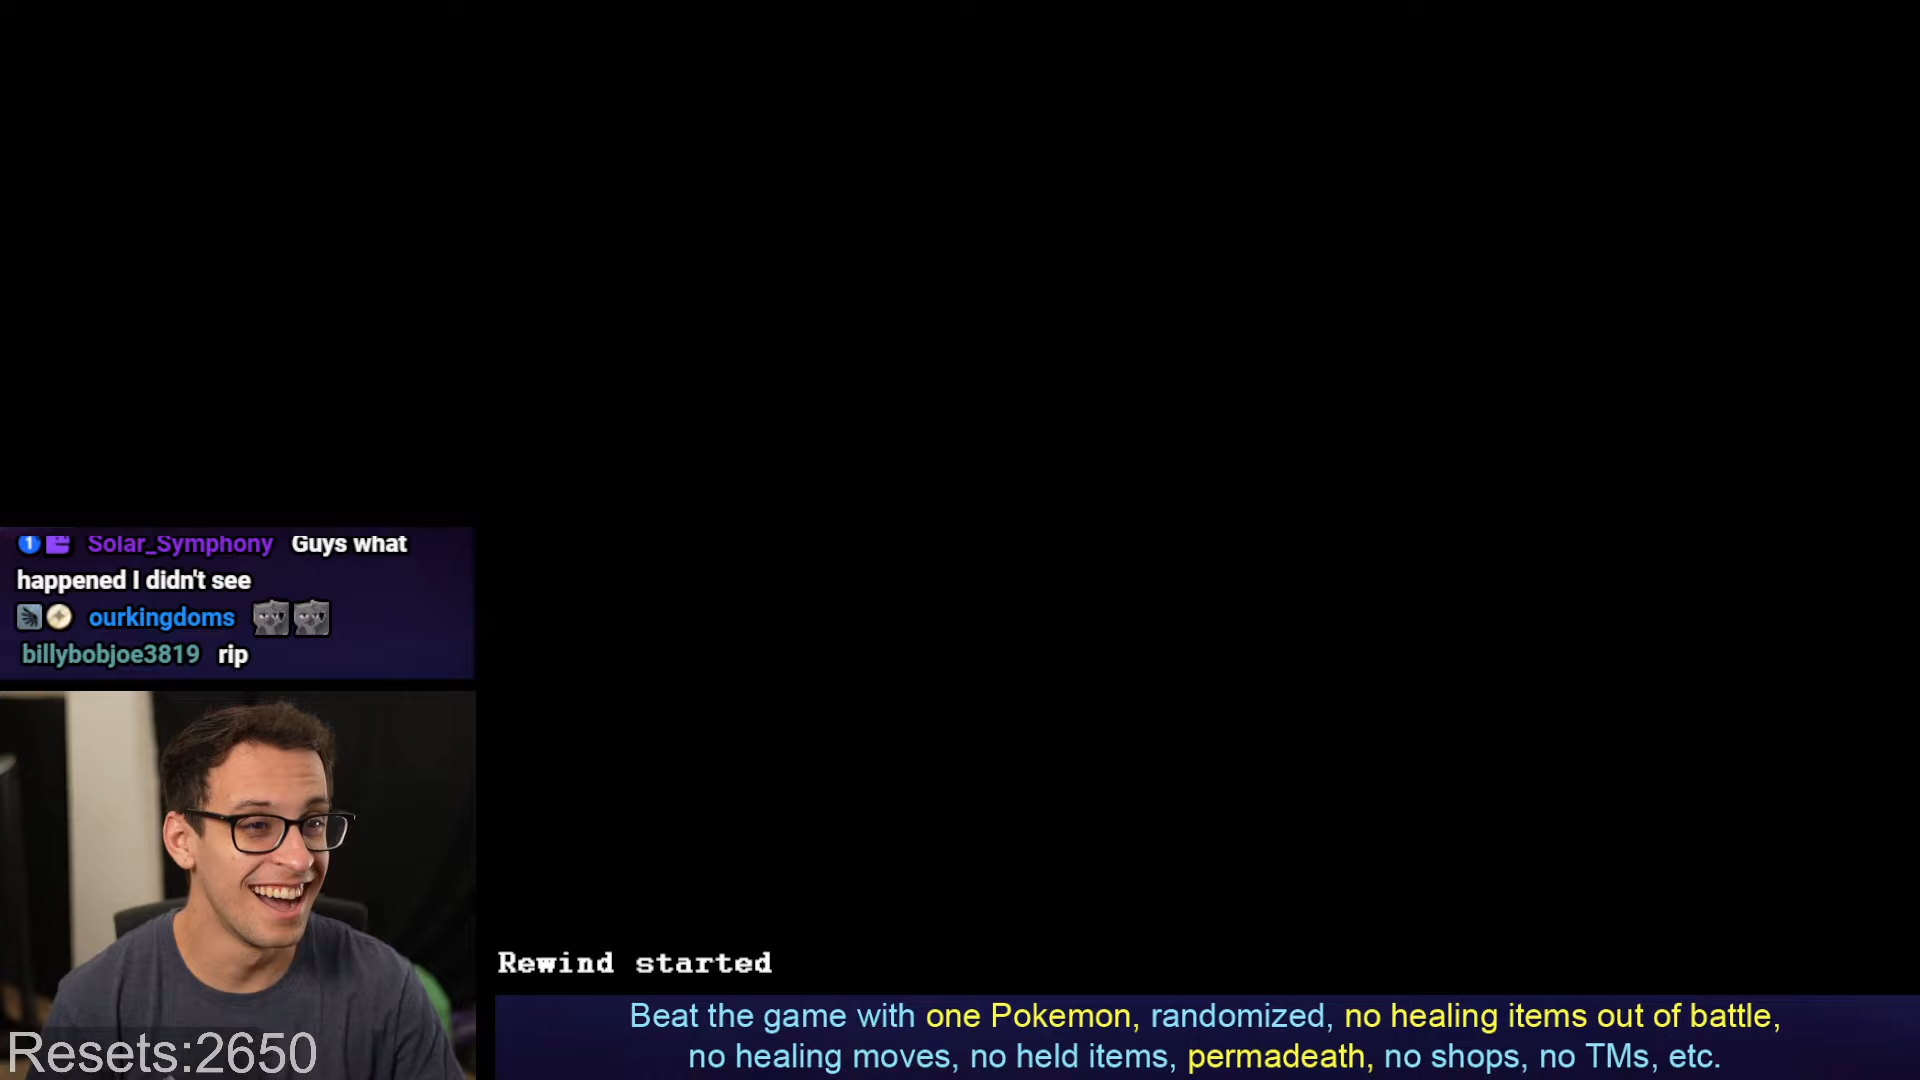 Solar_Symphony Guys what
happened I didn't see
ourkingdoms
billybobjoe3819 rip
Rewind started
Beat the game with one Pokemon, randomized, no healing items out of battle,
no healing moves, no held items, permadeath, no shops, no TMs, etc.
Resets:2650